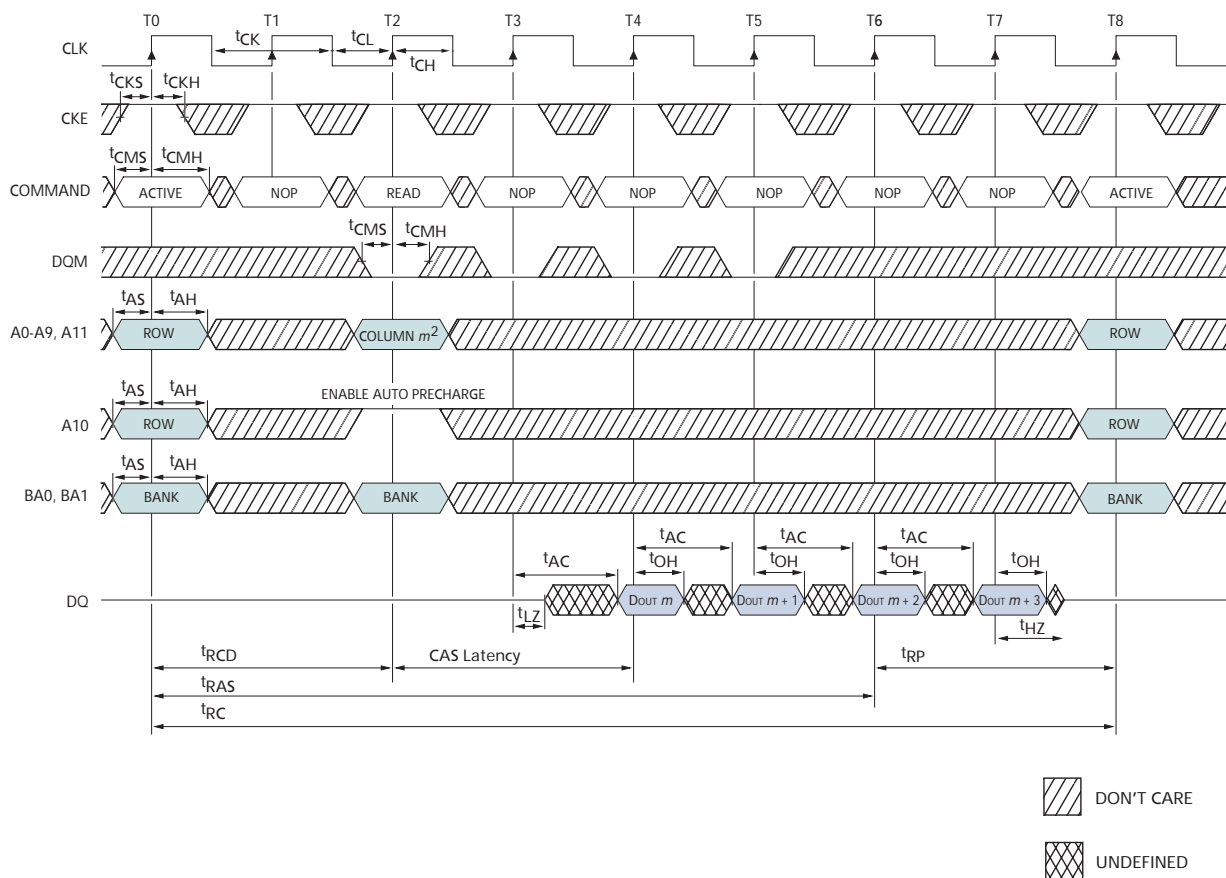 T0 T1 T2 T3 T4 T5 T6 T7 T8
CLK
tCK tCL
tCH
tCKS tCKH
CKE
tCMS tCMH
COMMAND ACTIVE NOP READ NOP NOP NOP NOP NOP ACTIVE
tCMS tCMH
DQM
tAS tAH
A0-A9, A11 ROW COLUMN m2 ROW
tAS tAH ENABLE AUTO PRECHARGE
A10 ROW ROW
tAS tAH
BA0, BA1 BANK BANK BANK
tAC tAC tAC tAC
tOH tOH tOH tOH
DQ DOUT m DOUT m + 1 DOUT m + 2 DOUT m + 3
tLZ tHZ
tRCD CAS Latency tRP
tRAS
tRC
DON'T CARE
UNDEFINED